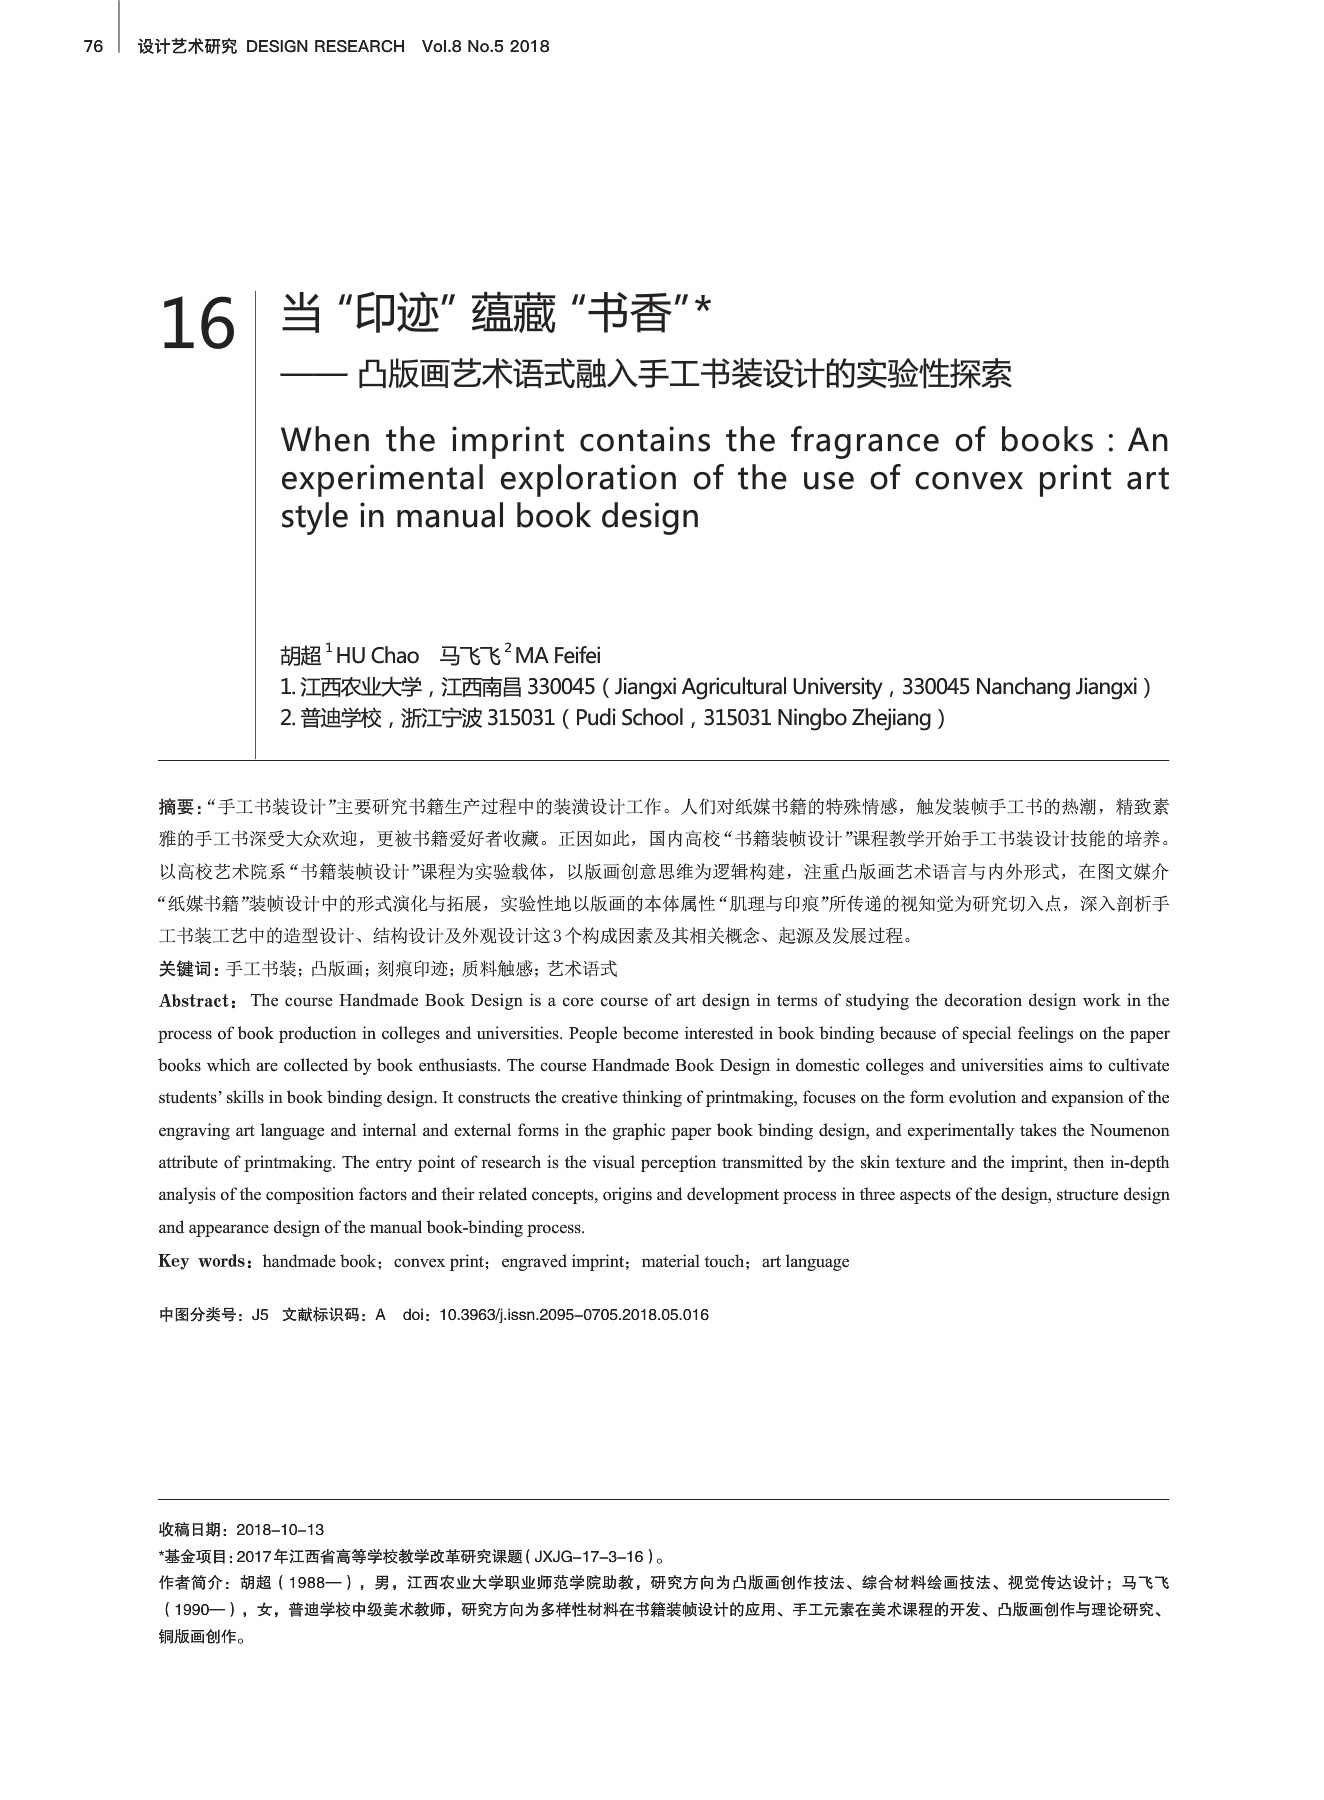 76 设计艺术研究 DESIGN RESEARCH Vol.8 No.5 2018
16
当“印迹”蕴藏“书香”*
—— 凸版画艺术语式融入手工书装设计的实验性探索
When the imprint contains the fragrance of books : An
experimental exploration of the use of convex print art
style in manual book design
胡超¹HU Chao 马飞飞²MA Feifei
1. 江西农业大学，江西南昌 330045（Jiangxi Agricultural University，330045 Nanchang Jiangxi）
2. 普迪学校，浙江宁波 315031（Pudi School，315031 Ningbo Zhejiang）
摘要：“手工书装设计”主要研究书籍生产过程中的装潢设计工作。人们对纸媒书籍的特殊情感，触发装帧手工书的热潮，精致素
雅的手工书深受大众欢迎，更被书籍爱好者收藏。正因如此，国内高校“书籍装帧设计”课程教学开始手工书装设计技能的培养。
以高校艺术院系“书籍装帧设计”课程为实验载体，以版画创意思维为逻辑构建，注重凸版画艺术语言与内外形式，在图文媒介
“纸媒书籍”装帧设计中的形式演化与拓展，实验性地以版画的本体属性“肌理与印痕”所传递的视知觉为研究切入点，深入剖析手
工书装工艺中的造型设计、结构设计及外观设计这3个构成因素及其相关概念、起源及发展过程。
关键词：手工书装；凸版画；刻痕印迹；质料触感；艺术语式
Abstract：The course Handmade Book Design is a core course of art design in terms of studying the decoration design work in the
process of book production in colleges and universities. People become interested in book binding because of special feelings on the paper
books which are collected by book enthusiasts. The course Handmade Book Design in domestic colleges and universities aims to cultivate
students’ skills in book binding design. It constructs the creative thinking of printmaking, focuses on the form evolution and expansion of the
engraving art language and internal and external forms in the graphic paper book binding design, and experimentally takes the Noumenon
attribute of printmaking. The entry point of research is the visual perception transmitted by the skin texture and the imprint, then in-depth
analysis of the composition factors and their related concepts, origins and development process in three aspects of the design, structure design
and appearance design of the manual book-binding process.
Key words：handmade book；convex print；engraved imprint；material touch；art language
中图分类号：J5 文献标识码：A doi：10.3963/j.issn.2095-0705.2018.05.016
收稿日期：2018-10-13
*基金项目：2017年江西省高等学校教学改革研究课题（JXJG-17-3-16）。
作者简介：胡超（1988—），男，江西农业大学职业师范学院助教，研究方向为凸版画创作技法、综合材料绘画技法、视觉传达设计；马飞飞
（1990—），女，普迪学校中级美术教师，研究方向为多样性材料在书籍装帧设计的应用、手工元素在美术课程的开发、凸版画创作与理论研究、
铜版画创作。